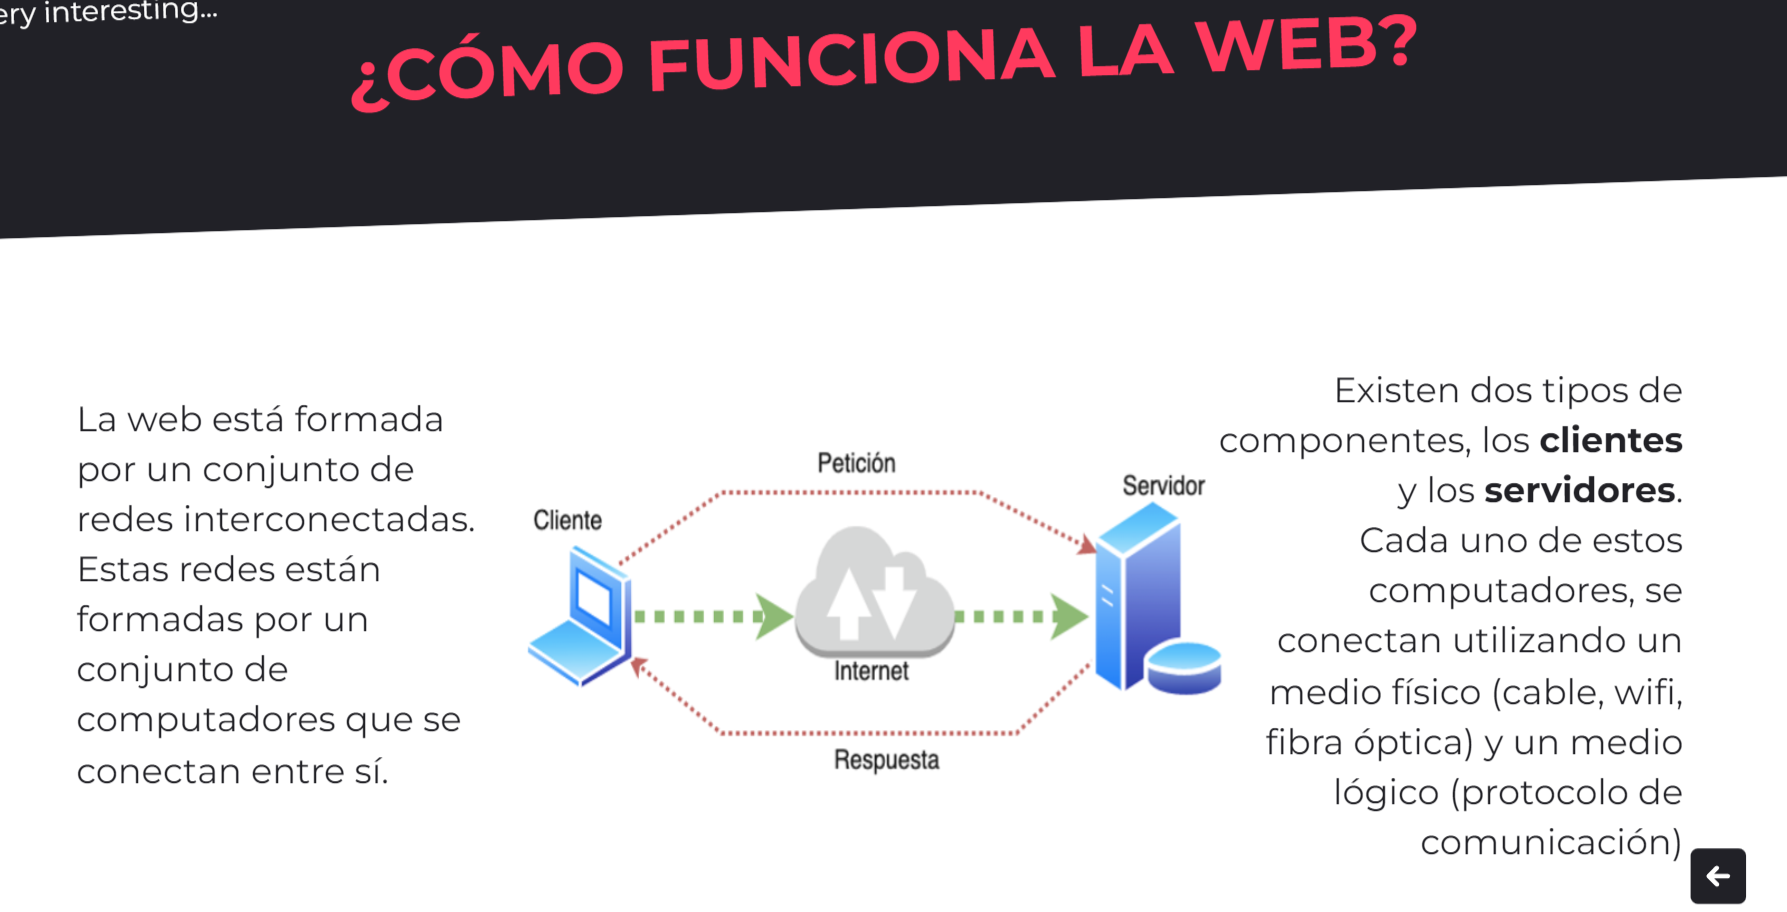 interesting...
¿CÓMO FUNCIONA LA WEB?
La web está formada
por un conjunto de
redes interconectadas.
Estas redes están
formadas por un
conjunto de
computadores que se
conectan entre sí.
Petición
Servidor
Cliente
Internet
Respuesta
Existen dos tipos de
componentes, los clientes
y los servidores.
Cada uno de estos
computadores, se
conectan utilizando un
medio físico (cable, wifi,
fibra óptica) y un medio
lógico (protocolo de
comunicación)